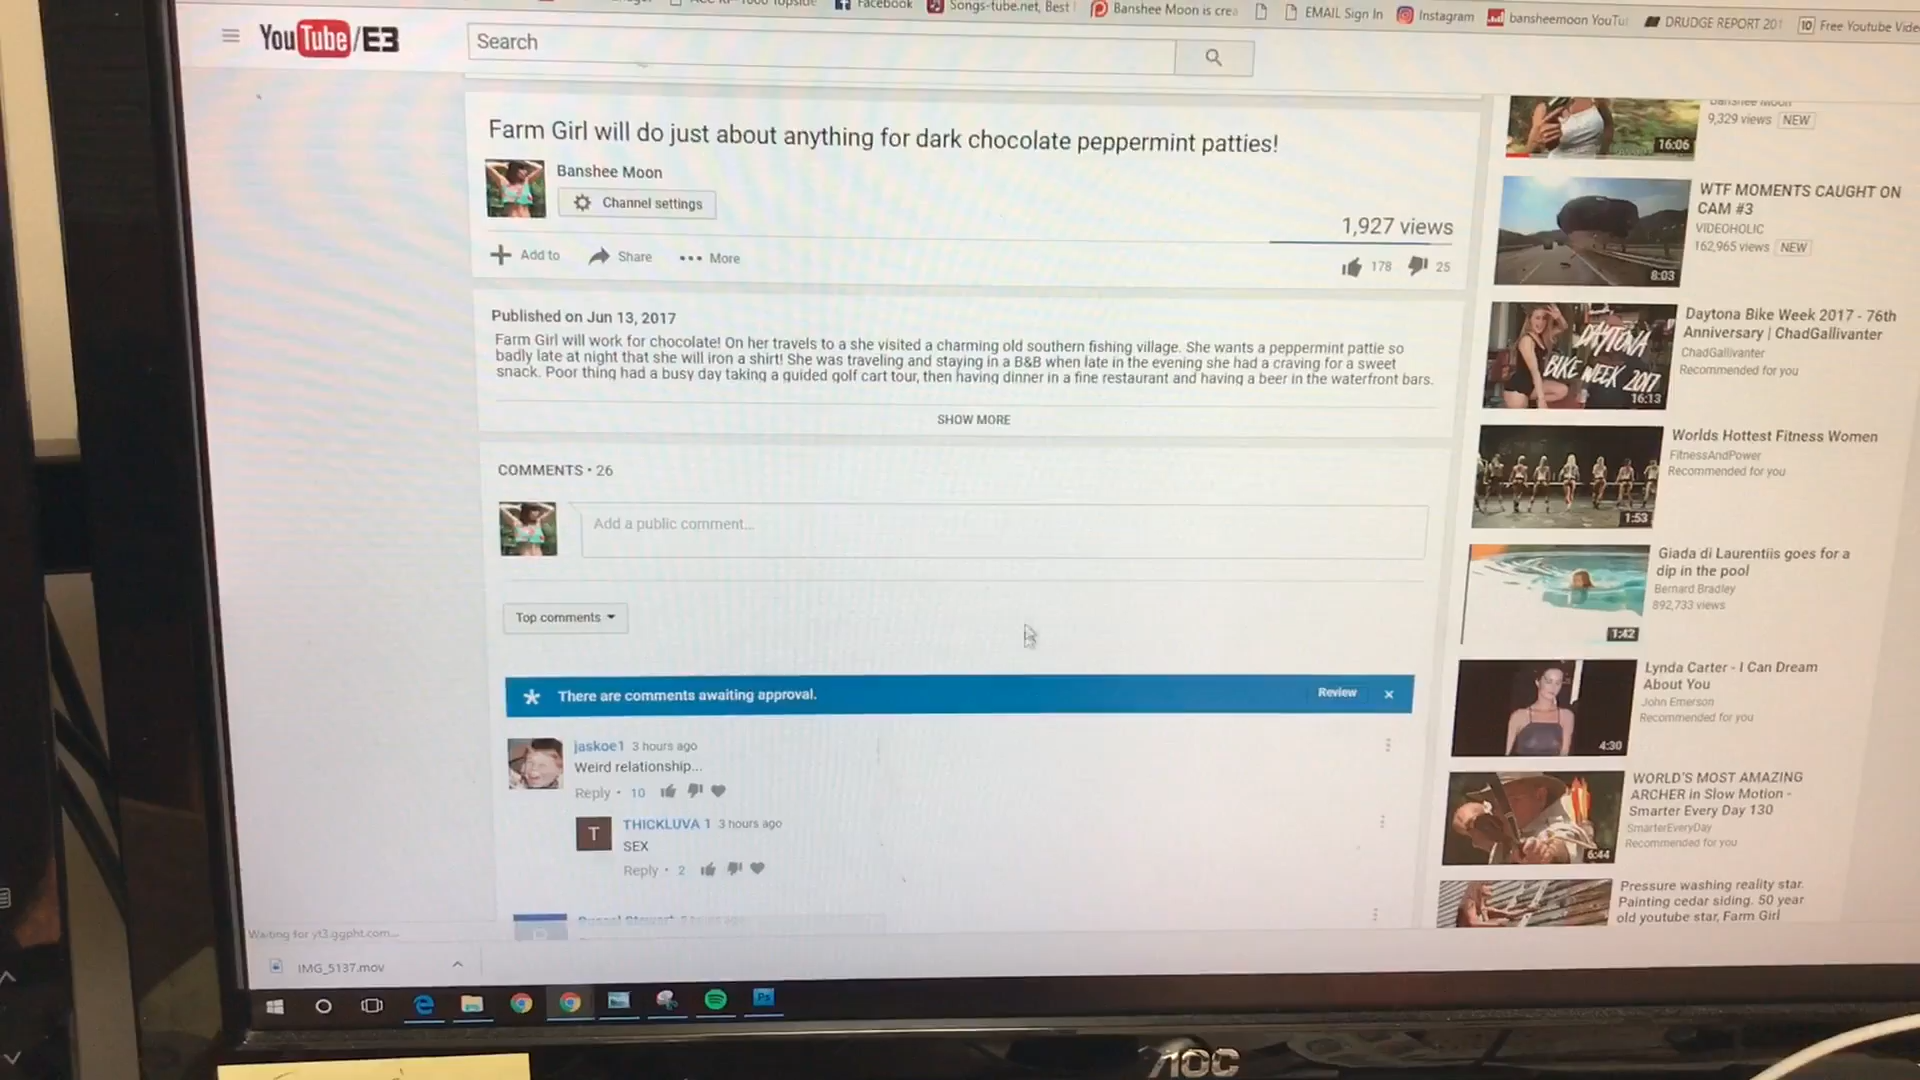 Facebook
Songs-tube.net, Best
Banshee Moon is crea
EMAIL Sign In
Instagram
bansheemoon YouTu
DRUDGE REPORT 201
Free Youtube Vide
YouTube/E3
Search
Farm Girl will do just about anything for dark chocolate peppermint patties!
Banshee Moon
Channel settings
1,927 views
Add to
Share
More
178
25
Published on Jun 13, 2017
Farm Girl will work for chocolate! On her travels to a she visited a charming old southern fishing village. She wants a peppermint pattie so
badly late at night that she will iron a shirt! She was traveling and staying in a B&B when late in the evening she had a craving for a sweet
snack. Poor thing had a busy day taking a guided golf cart tour, then having dinner in a fine restaurant and having a beer in the waterfront bars.
SHOW MORE
COMMENTS • 26
Add a public comment...
Top comments
There are comments awaiting approval.
Review
jaskoe1 3 hours ago
Weird relationship...
Reply • 10
T
THICKLUVA 1 3 hours ago
SEX
Reply • 2
Waiting for yt3.ggpht.com...
IMG_5137.mov
Banshee Moon
9,329 views NEW
16:06
WTF MOMENTS CAUGHT ON
CAM #3
VIDEOHOLIC
162,965 views NEW
8:03
Daytona Bike Week 2017 - 76th
Anniversary | ChadGallivanter
ChadGallivanter
Recommended for you
DAYTONA
BIKE WEEK 2017
16:13
Worlds Hottest Fitness Women
FitnessAndPower
Recommended for you
1:53
Giada di Laurentiis goes for a
dip in the pool
Bernard Bradley
892,733 views
1:42
Lynda Carter - I Can Dream
About You
John Emerson
Recommended for you
4:30
WORLD'S MOST AMAZING
ARCHER in Slow Motion -
Smarter Every Day 130
SmarterEveryDay
Recommended for you
6:44
Pressure washing reality star.
Painting cedar siding. 50 year
old youtube star, Farm Girl
Ps
AOC